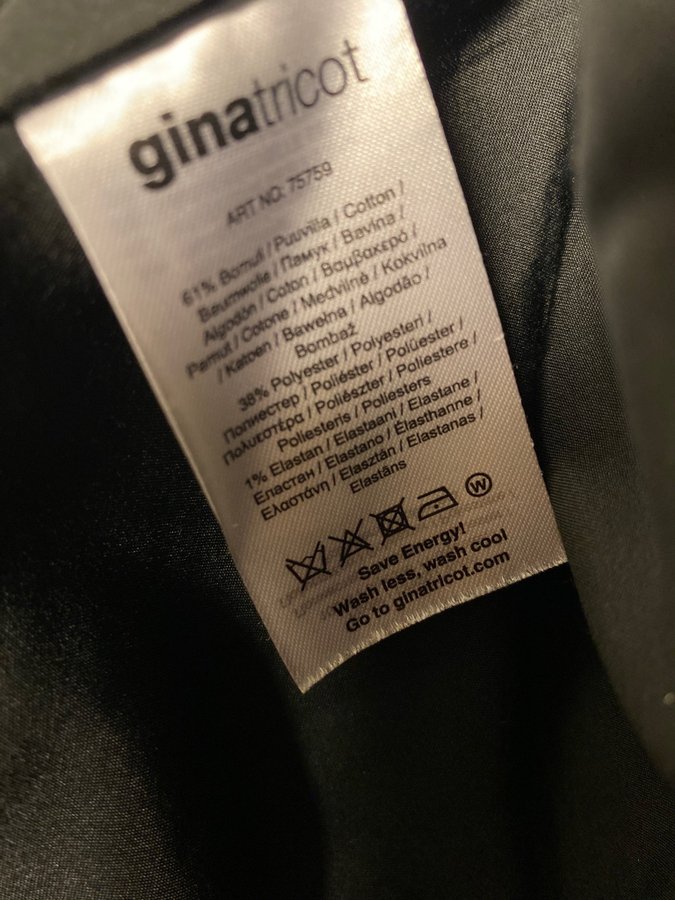 ginatricot
ART NO: 75759
61% Bomull / Puuvilla / Cotton /
Baumwolle / Памук / Bavlna /
Algodón / Coton / Βαμβακερό /
Pamut / Cotone / Medvilnė / Kokvilna
/ Katoen / Bawełna / Algodão /
Bombaž
38% Polyester / Polyesteri /
Полиестер / Poliéster / Polüester /
Πολυεστέρα / Poliészter / Poliestere /
Poliesteris / Poliesters
1% Elastan / Elastaani / Elastane /
Еластан / Elastano / Élasthanne /
Ελαστάνη / Elasztán / Elastanas /
Elastāns
W
Save Energy!
Wash less, wash cool
Go to ginatricot.com